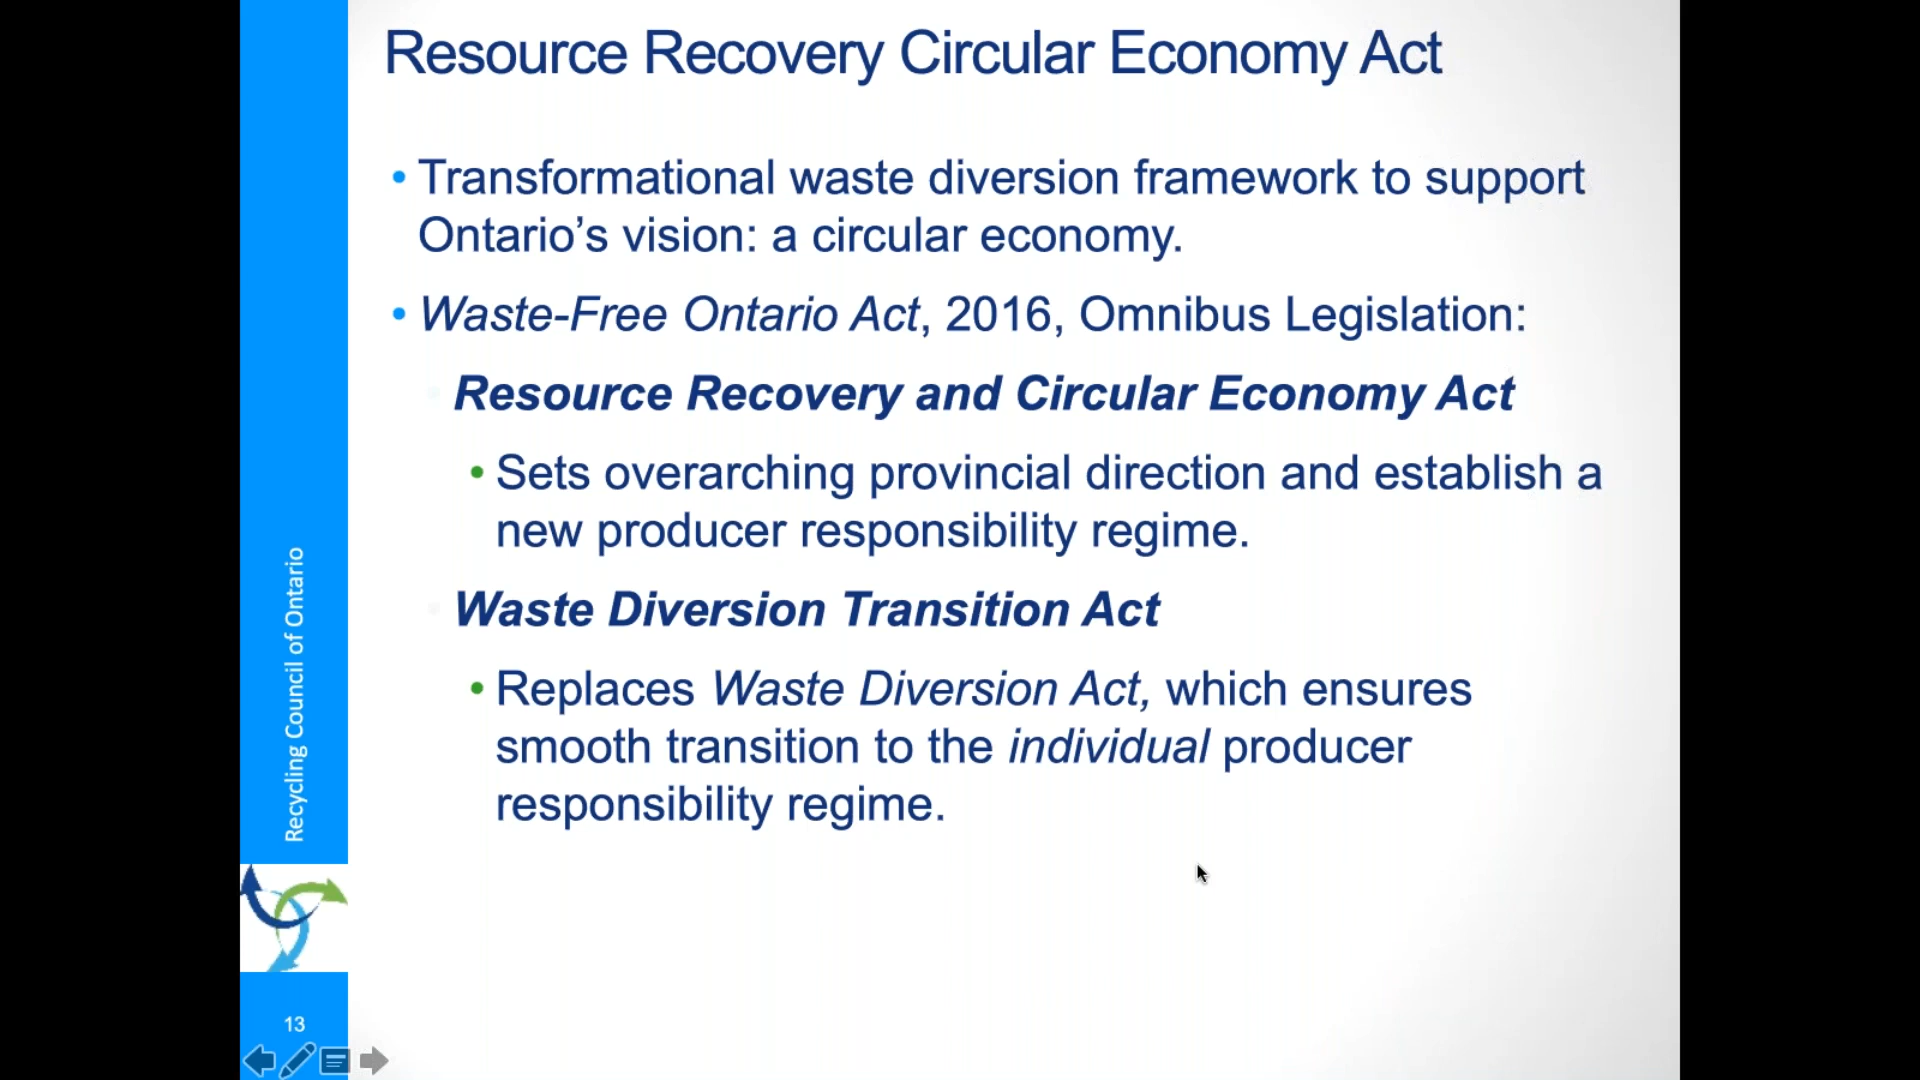 Resource Recovery Circular Economy Act
• Transformational waste diversion framework to support
Ontario’s vision: a circular economy.
• Waste-Free Ontario Act, 2016, Omnibus Legislation:
Resource Recovery and Circular Economy Act
• Sets overarching provincial direction and establish a
new producer responsibility regime.
Waste Diversion Transition Act
• Replaces Waste Diversion Act, which ensures
smooth transition to the individual producer
responsibility regime.
Recycling Council of Ontario
13